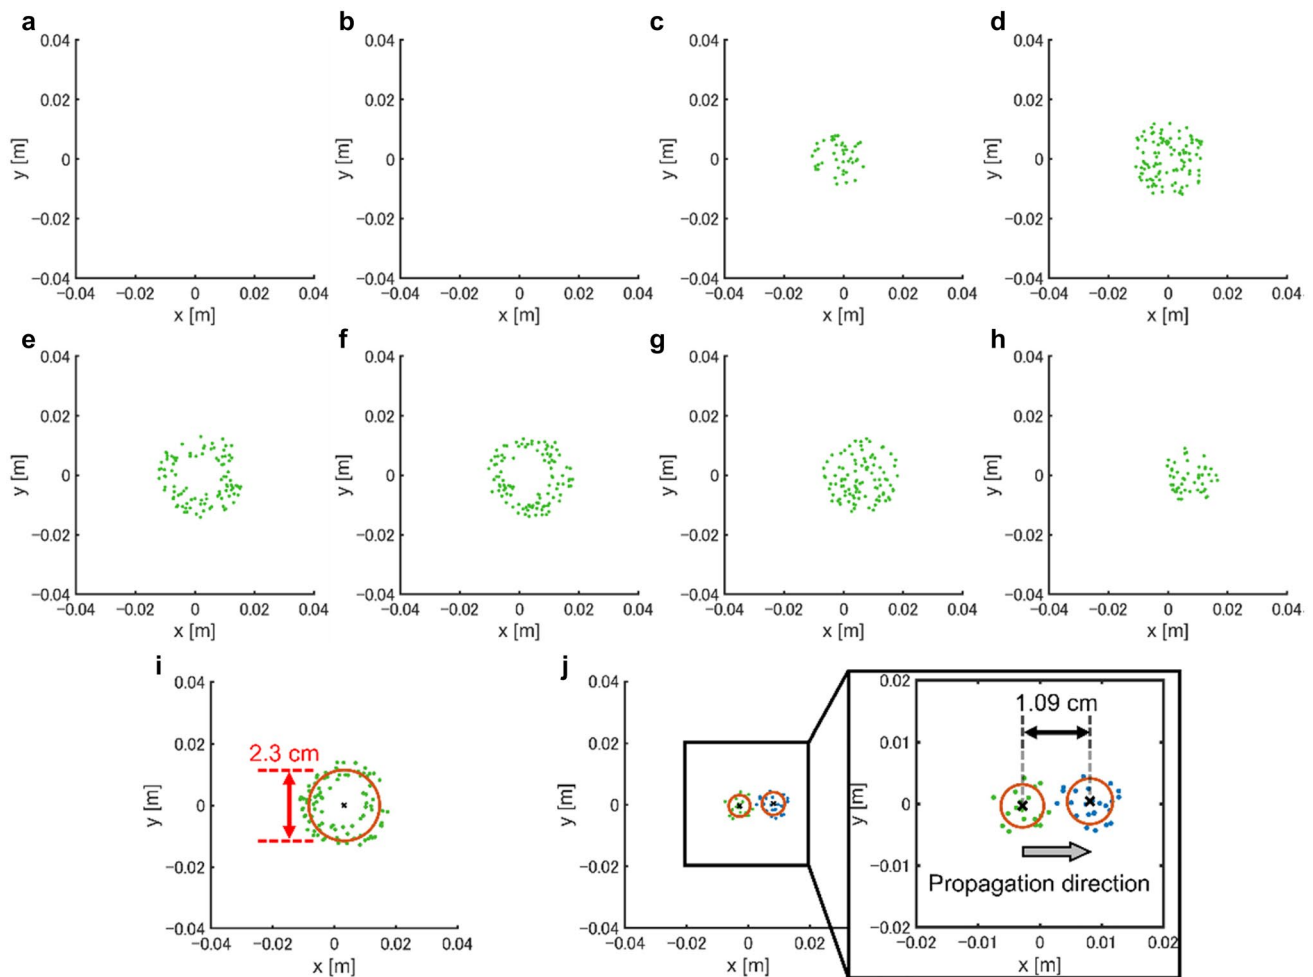 a
0.04
0.02
0
−0.02
−0.04
y [m]
−0.04 −0.02 0 0.02 0.04
x [m]
b
0.04
0.02
0
−0.02
−0.04
y [m]
−0.04 −0.02 0 0.02 0.04
x [m]
c
0.04
0.02
0
−0.02
−0.04
y [m]
−0.04 −0.02 0 0.02 0.04
x [m]
d
0.04
0.02
0
−0.02
−0.04
y [m]
−0.04 −0.02 0 0.02 0.04
x [m]
e
0.04
0.02
0
−0.02
−0.04
y [m]
−0.04 −0.02 0 0.02 0.04
x [m]
f
0.04
0.02
0
−0.02
−0.04
y [m]
−0.04 −0.02 0 0.02 0.04
x [m]
g
0.04
0.02
0
−0.02
−0.04
y [m]
−0.04 −0.02 0 0.02 0.04
x [m]
h
0.04
0.02
0
−0.02
−0.04
y [m]
−0.04 −0.02 0 0.02 0.04
x [m]
i
0.04
0.02
0
−0.02
−0.04
y [m]
2.3 cm
−0.04 −0.02 0 0.02 0.04
x [m]
j
0.04
0.02
0
−0.02
−0.04
y [m]
−0.04 −0.02 0 0.02
x [m]
0.02
0.01
0
−0.01
−0.02
y [m]
1.09 cm
Propagation direction
−0.02 −0.01 0 0.01 0.02
x [m]